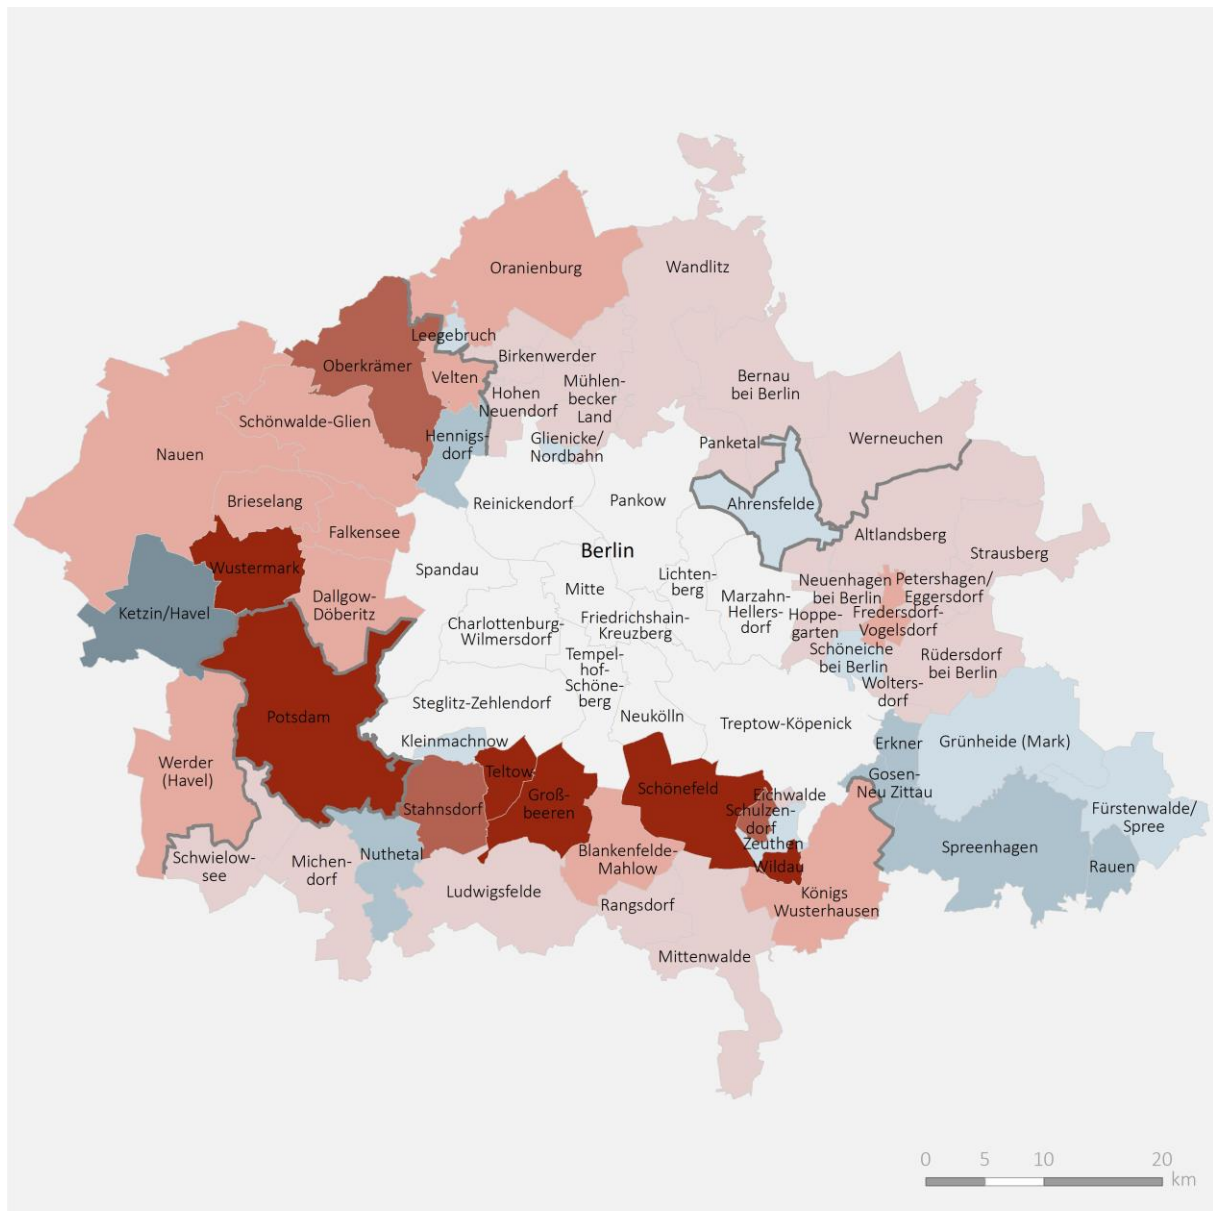 Oranienburg
Wandlitz
Leegebruch
Birkenwerder
Oberkrämer
Velten
Hohen
Neuendorf
Mühlen-
becker
Land
Bernau
bei Berlin
Schönwalde-Glien
Hennigs-
dorf
Glienicke/
Nordbahn
Panketal
Werneuchen
Nauen
Brieselang
Reinickendorf
Pankow
Ahrensfelde
Falkensee
Altlandsberg
Berlin
Strausberg
Wustermark
Spandau
Mitte
Lichten-
berg
Neuenhagen
bei Berlin
Petershagen/
Eggersdorf
Ketzin/Havel
Dallgow-
Döberitz
Marzahn-
Hellers-
dorf
Hoppe-
garten
Fredersdorf-
Vogelsdorf
Charlottenburg-
Wilmersdorf
Friedrichshain-
Kreuzberg
Tempel-
hof-
Schöne-
berg
Schöneiche
bei Berlin
Rüdersdorf
bei Berlin
Potsdam
Steglitz-Zehlendorf
Neukölln
Treptow-Köpenick
Wolters-
dorf
Kleinmachnow
Erkner
Grünheide (Mark)
Werder
(Havel)
Teltow
Schönefeld
Gosen-
Neu Zittau
Stahnsdorf
Groß-
beeren
Eichwalde
Schulzen-
dorf
Fürstenwalde/
Spree
Schwielow-
see
Michen-
dorf
Nuthetal
Blankenfelde-
Mahlow
Zeuthen
Wildau
Spreenhagen
Rauen
Ludwigsfelde
Rangsdorf
Königs
Wusterhausen
Mittenwalde
0 5 10 20
km